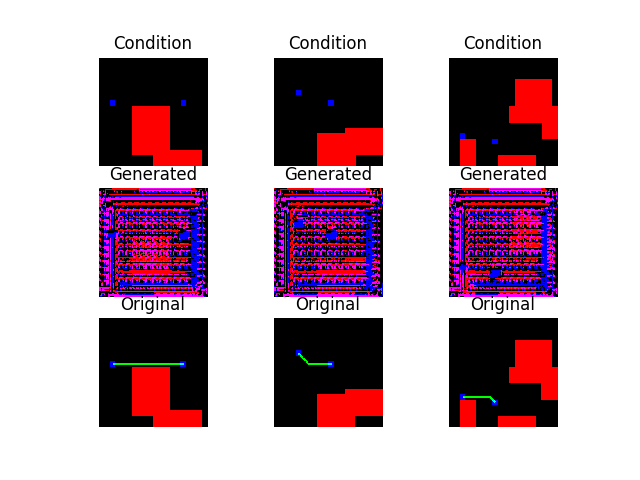 Condition Condition Condition
Generated Generated Generated
Original Original Original